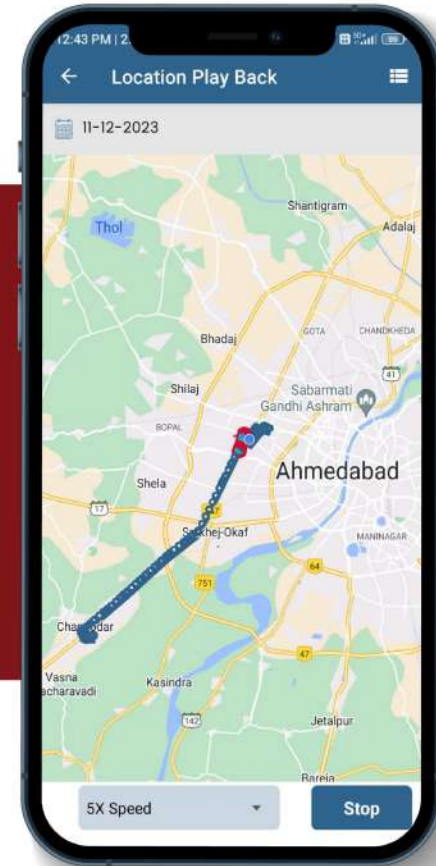 12:43 PM | 2.
Location Play Back
11-12-2023
Shantigram
Thol
Adalaj
Bhadaj
GOTA
CHANDKHEDA
41
Shilaj
Sabarmati
Gandhi Ashram
BOPAL
Ahmedabad
Shela
17
Sarkhej-Okaf
MANINAGAR
64
751
Vasna
acharavadi
47
Kasindra
142
Jetalpur
Bareja
5X Speed
Stop